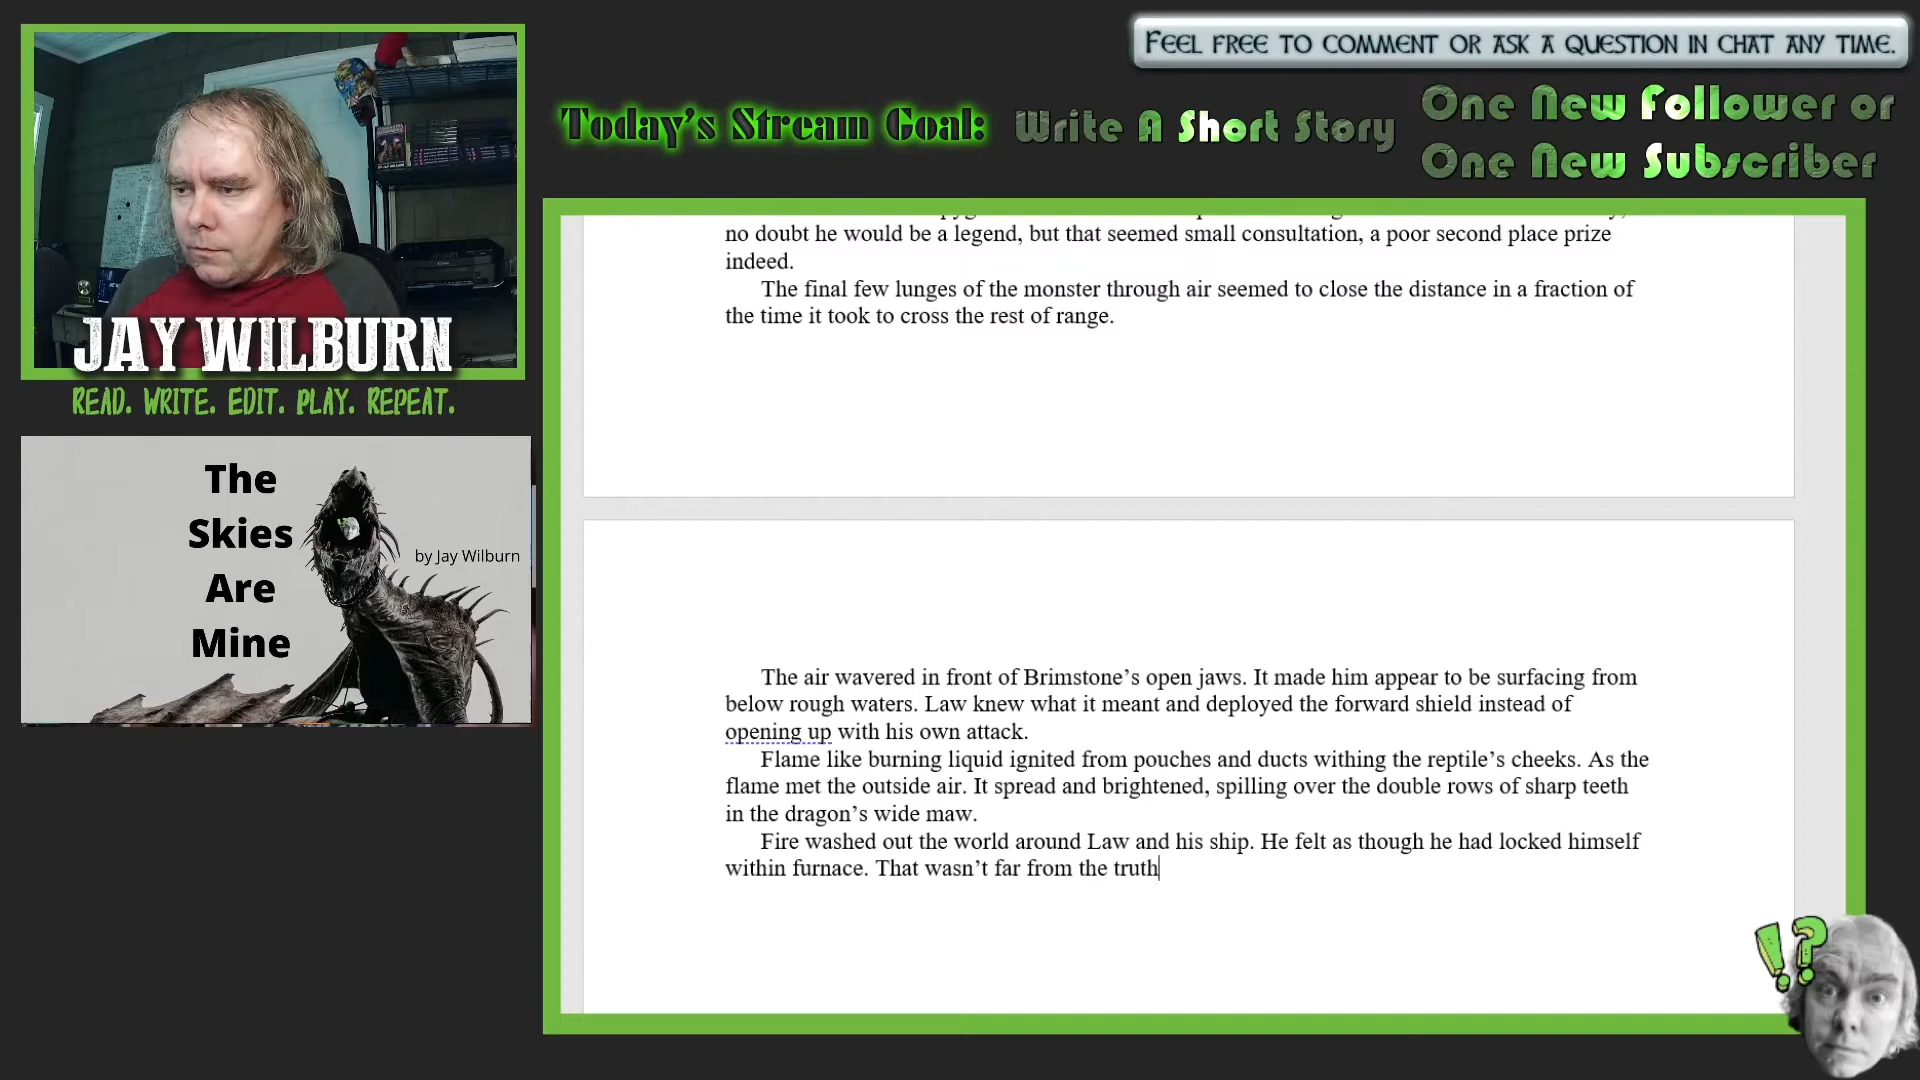 FEEL FREE TO COMMENT OR ASK A QUESTION IN CHAT ANY TIME.
Today's Stream Goal:
Write A Short Story
One New Follower or
One New Subscriber
JAY WILBURN
READ. WRITE. EDIT. PLAY. REPEAT.
The
Skies
Are
Mine
by Jay Wilburn
no doubt he would be a legend, but that seemed small consultation, a poor second place prize
indeed.
The final few lunges of the monster through air seemed to close the distance in a fraction of
the time it took to cross the rest of range.
The air wavered in front of Brimstone’s open jaws. It made him appear to be surfacing from
below rough waters. Law knew what it meant and deployed the forward shield instead of
opening up with his own attack.
Flame like burning liquid ignited from pouches and ducts withing the reptile’s cheeks. As the
flame met the outside air. It spread and brightened, spilling over the double rows of sharp teeth
in the dragon’s wide maw.
Fire washed out the world around Law and his ship. He felt as though he had locked himself
within furnace. That wasn’t far from the truth
!?